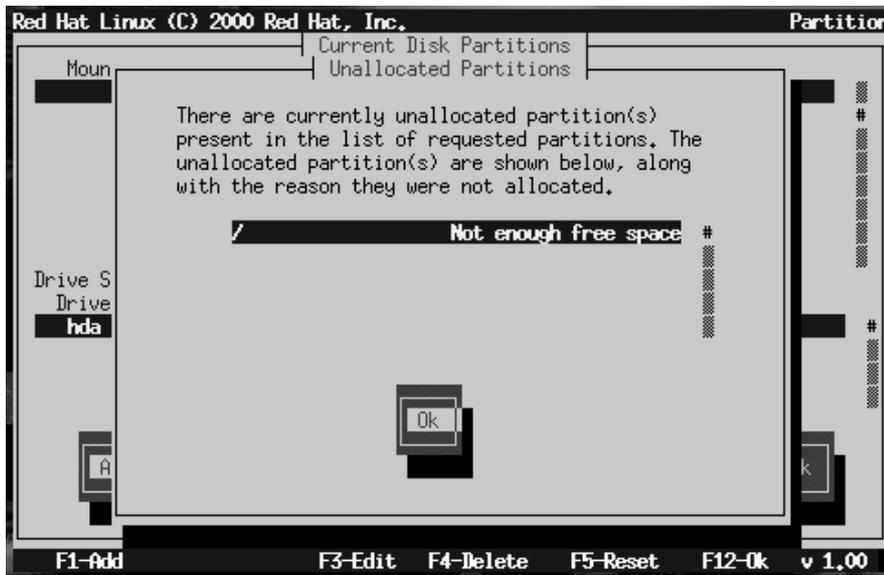 Red Hat Linux (C) 2000 Red Hat, Inc. Partition
Current Disk Partitions
Moun Unallocated Partitions
There are currently unallocated partition(s)
present in the list of requested partitions. The
unallocated partition(s) are shown below, along
with the reason they were not allocated.
/ Not enough free space #
#
Drive S
Drive
hda #
Ok
A k
F1-Add F3-Edit F4-Delete F5-Reset F12-Ok v 1.00